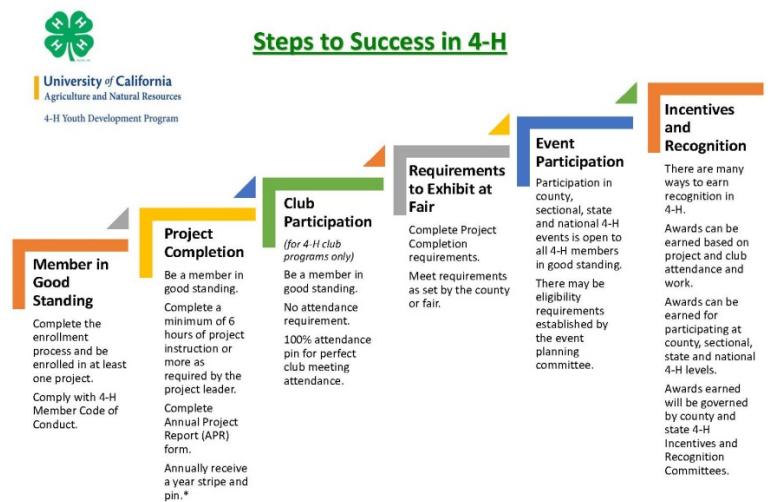 Steps to Success in 4-H
H H
H H
University of California
Agriculture and Natural Resources
4-H Youth Development Program
Member in
Good
Standing
Complete the
enrollment
process and be
enrolled in at least
one project.
Comply with 4-H
Member Code of
Conduct.
Project
Completion
Be a member in
good standing.
Complete a
minimum of 6
hours of project
instruction or
more as
required by the
project leader.
Complete
Annual Project
Report (APR)
form.
Annually receive
a year stripe and
pin.*
Club
Participation
(for 4-H club
programs only)
Be a member in
good standing.
No attendance
requirement.
100% attendance
pin for perfect
club meeting
attendance.
Requirements
to Exhibit at
Fair
Complete Project
Completion
requirements.
Meet requirements
as set by the county
or fair.
Event
Participation
Participation in
county,
sectional, state
and national 4-H
events is open to
all 4-H members
in good standing.
There may be
eligibility
requirements
established by
the event
planning
committee.
Incentives
and
Recognition
There are many
ways to earn
recognition in
4-H.
Awards can be
earned based on
project and club
attendance and
work.
Awards can be
earned for
participating at
county, sectional,
state and national
4-H levels.
Awards earned
will be governed
by county and
state 4-H
Incentives and
Recognition
Committees.